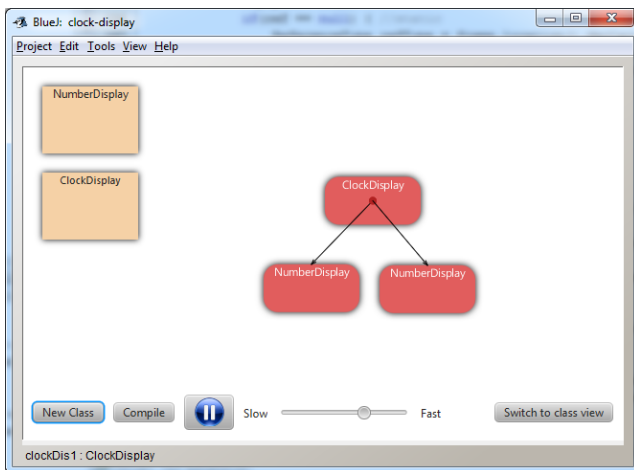 BlueJ: clock-display
Project Edit Tools View Help
NumberDisplay
ClockDisplay
ClockDisplay
NumberDisplay NumberDisplay
New Class Compile Slow Fast Switch to class view
clockDis1 : ClockDisplay